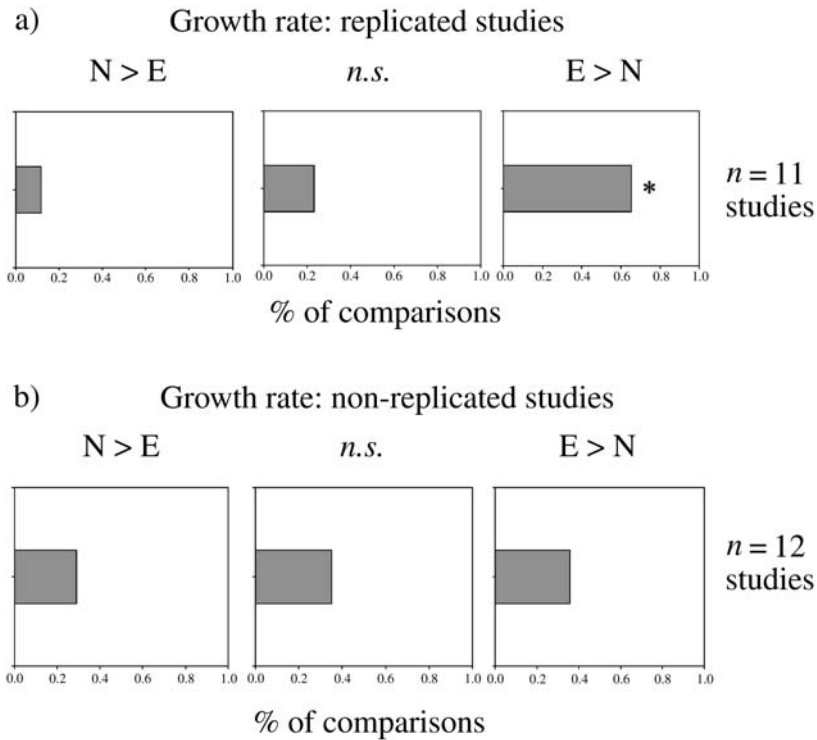 a) Growth rate: replicated studies
N > E n.s. E > N
*
n = 11
studies
0.0 0.2 0.4 0.6 0.8 1.0 0.0 0.2 0.4 0.6 0.8 1.0 0.0 0.2 0.4 0.6 0.8 1.0
% of comparisons
b) Growth rate: non-replicated studies
N > E n.s. E > N
n = 12
studies
0.0 0.2 0.4 0.6 0.8 1.0 0.0 0.2 0.4 0.6 0.8 1.0 0.0 0.2 0.4 0.6 0.8 1.0
% of comparisons